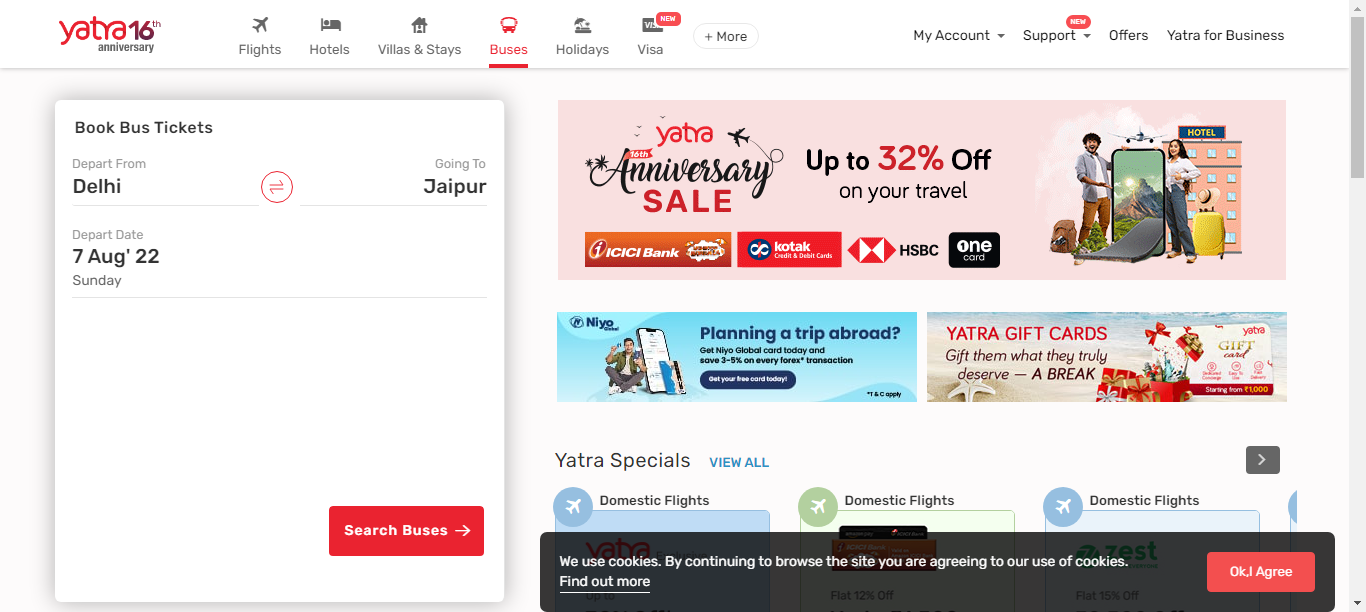 yatra 16th
anniversary
Flights
Hotels
Villas & Stays
Buses
Holidays
VISA
NEW
Visa
+ More
My Account
NEW
Support
Offers
Yatra for Business
Book Bus Tickets
Depart From
Delhi
Going To
Jaipur
Depart Date
7 Aug' 22
Sunday
Search Buses
yatra
16th
Anniversary
SALE
Up to 32% Off
on your travel
HOTEL
ICICI Bank
kotak
Credit & Debit Cards
HSBC
one
card
Niyo
Global
Planning a trip abroad?
Get Niyo Global card today and
save 3-5% on every forex* transaction
Get your free card today!
*T & C apply
YATRA GIFT CARDS
Gift them what they truly
deserve — A BREAK
yatra
GIFT
card
Starting from ₹1,000
Yatra Specials
VIEW ALL
Domestic Flights
Domestic Flights
Domestic Flights
yatra
ICICI Bank
zest
We use cookies. By continuing to browse the site you are agreeing to our use of cookies.
Find out more
Ok,I Agree
Up to
Flat 12% Off
Flat 15% Off